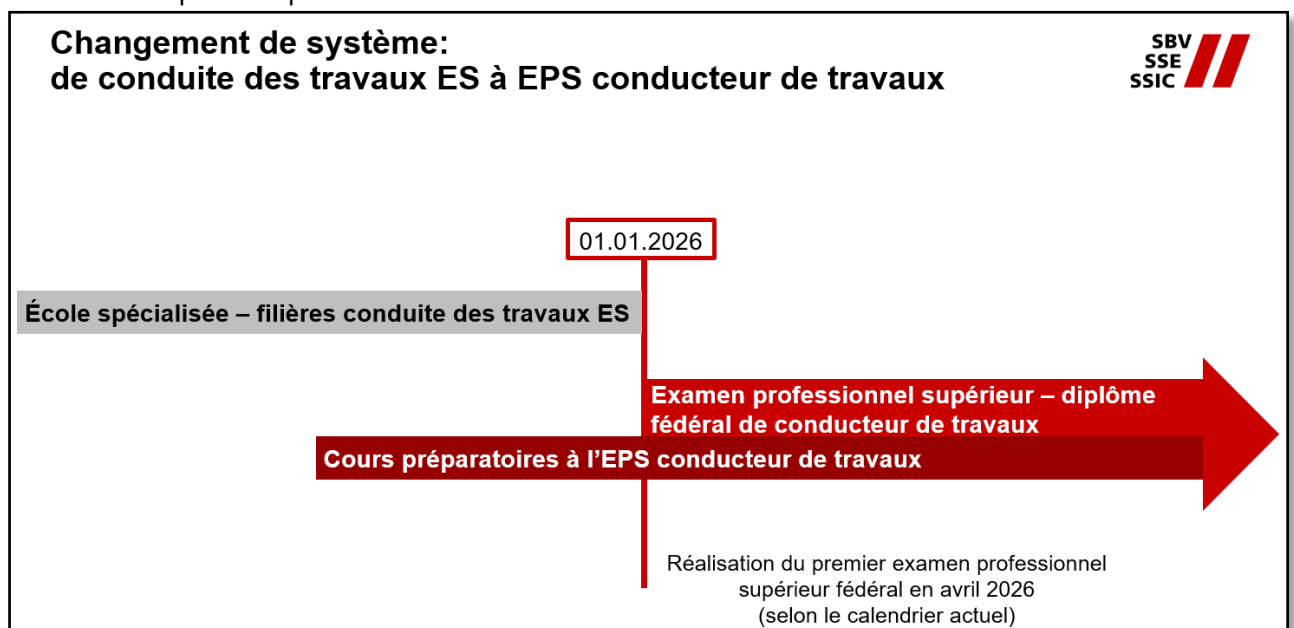 Changement de système:
de conduite des travaux ES à EPS conducteur de travaux
SBV
SSE
SSIC
01.01.2026
École spécialisée – filières conduite des travaux ES
Examen professionnel supérieur – diplôme
fédéral de conducteur de travaux
Cours préparatoires à l’EPS conducteur de travaux
Réalisation du premier examen professionnel
supérieur fédéral en avril 2026
(selon le calendrier actuel)